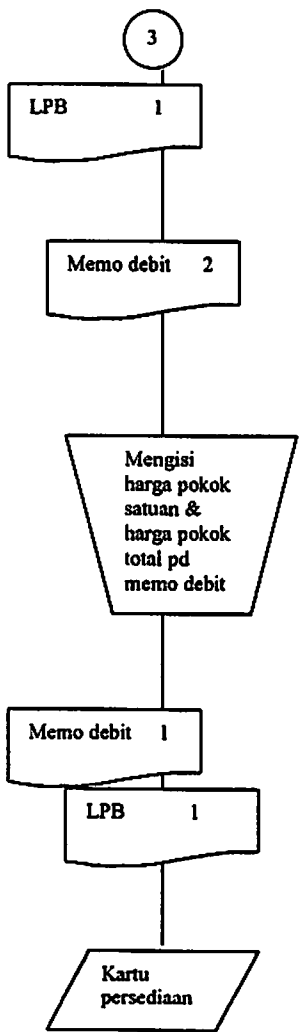 3
LPB 1
Memo debit 2
Mengisi
harga pokok
satuan &
harga pokok
total pd
memo debit
Memo debit 1
LPB 1
Kartu
persediaan